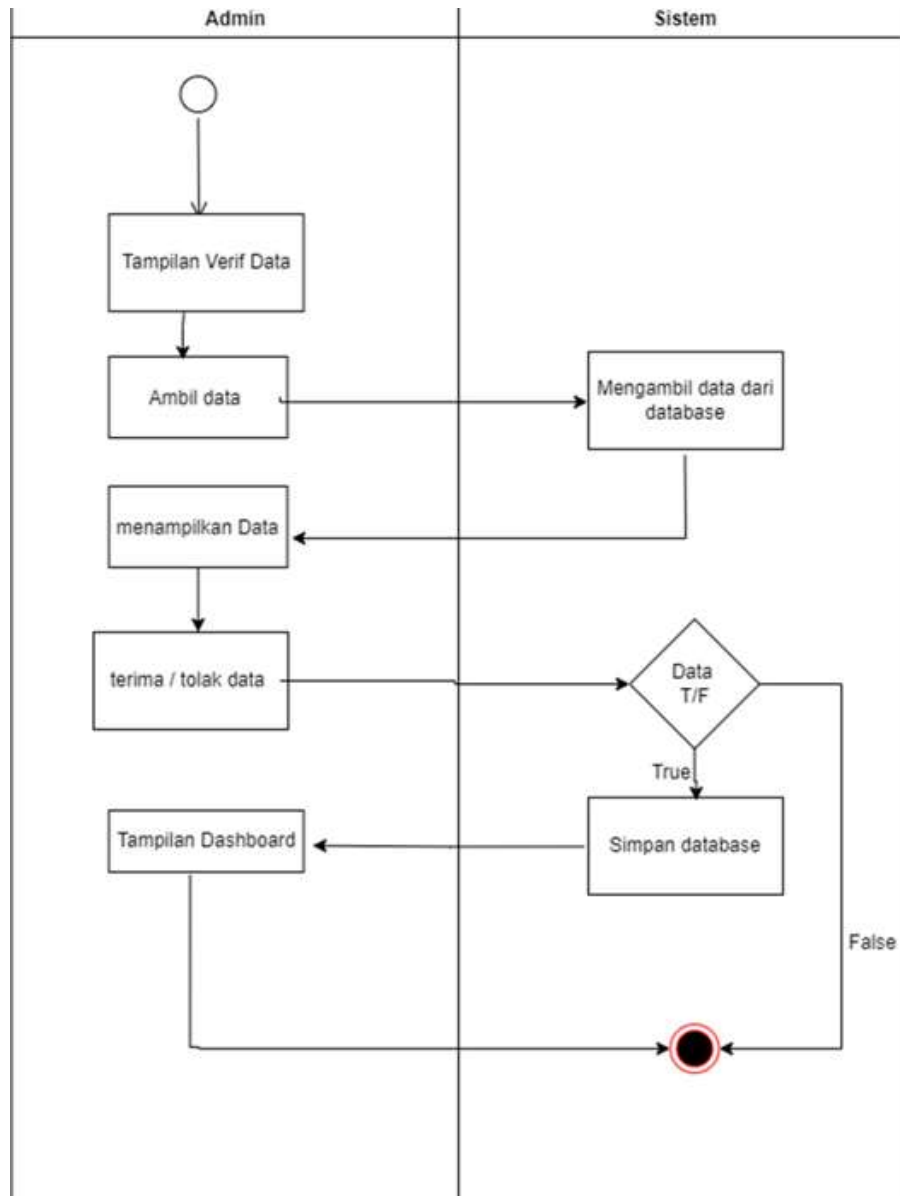 Admin
Sistem
Tampilan Verif Data
Ambil data
Mengambil data dari
database
menampilkan Data
terima / tolak data
Data
T/F
True
Tampilan Dashboard
Simpan database
False